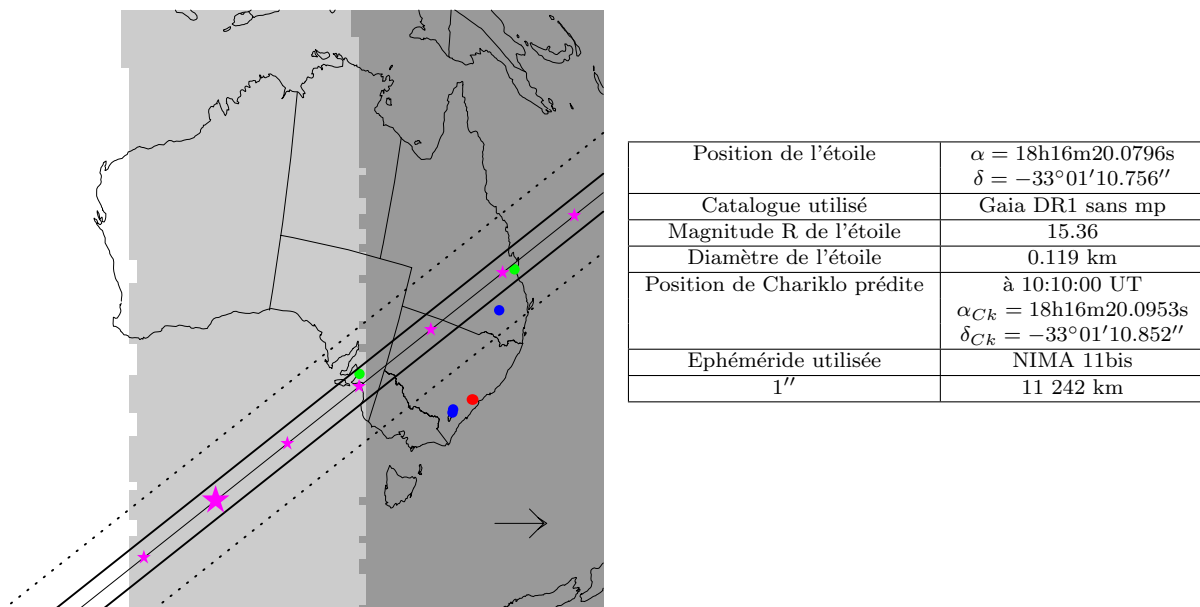 Position de l'étoile α = 18h16m20.0796s
δ = −33°01′10.756′′
Catalogue utilisé Gaia DR1 sans mp
Magnitude R de l'étoile 15.36
Diamètre de l'étoile 0.119 km
Position de Chariklo prédite à 10:10:00 UT
αCk = 18h16m20.0953s
δCk = −33°01′10.852′′
Ephéméride utilisée NIMA 11bis
1′′ 11 242 km